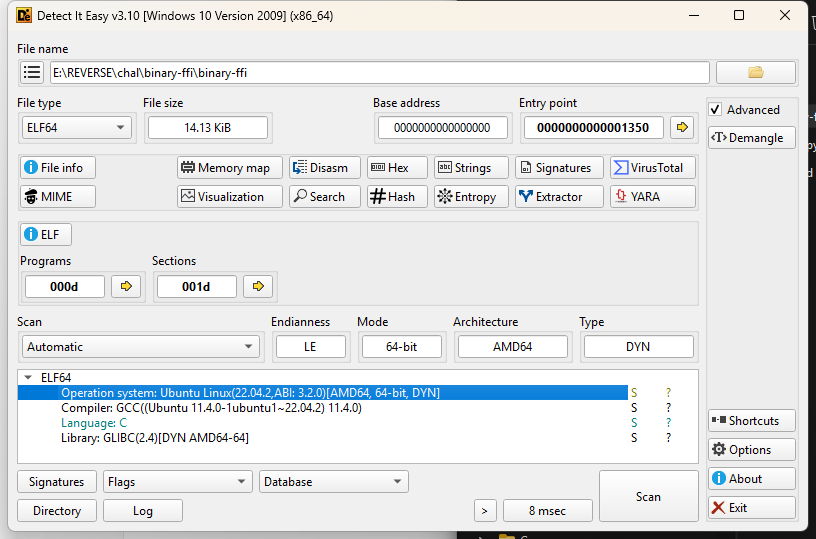 Detect It Easy v3.10 [Windows 10 Version 2009] (x86_64)
File name
E:\REVERSE\chal\binary-ffi\binary-ffi
File type File size Base address Entry point
ELF64 14.13 KiB 0000000000000000 0000000000001350
Advanced
Demangle
File info Memory map Disasm Hex Strings Signatures VirusTotal
MIME Visualization Search Hash Entropy Extractor YARA
ELF
Programs Sections
000d 001d
Scan Endianness Mode Architecture Type
Automatic LE 64-bit AMD64 DYN
ELF64
Operation system: Ubuntu Linux(22.04.2,ABI: 3.2.0)[AMD64, 64-bit, DYN] S ?
Compiler: GCC((Ubuntu 11.4.0-1ubuntu1~22.04.2) 11.4.0) S ?
Language: C S ?
Library: GLIBC(2.4)[DYN AMD64-64] S ?
Shortcuts
Options
About
Exit
Signatures Flags Database Scan
Directory Log > 8 msec